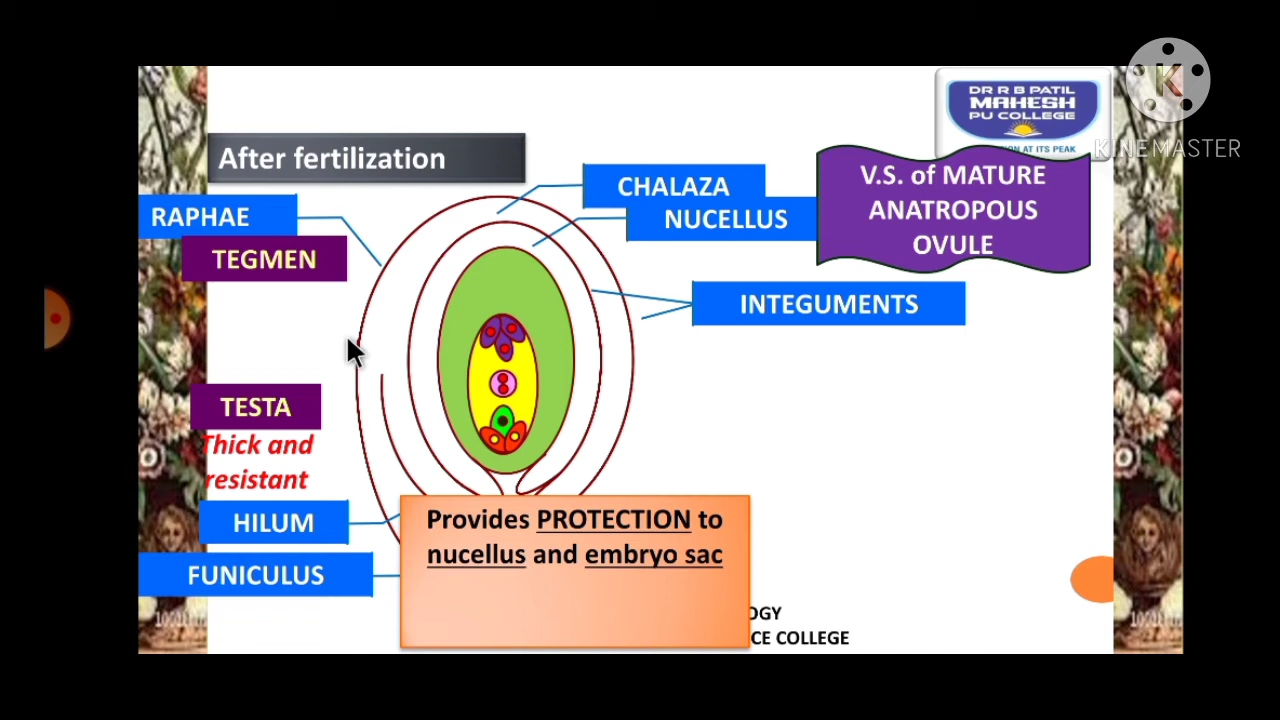 DR R B PATIL
MAHESH
PU COLLEGE
ON AT ITS PEAK
K
KINEMASTER
After fertilization
V.S. of MATURE
ANATROPOUS
OVULE
CHALAZA
NUCELLUS
RAPHAE
TEGMEN
INTEGUMENTS
TESTA
Thick and
resistant
HILUM
FUNICULUS
Provides PROTECTION to
nucellus and embryo sac
OGY
CE COLLEGE